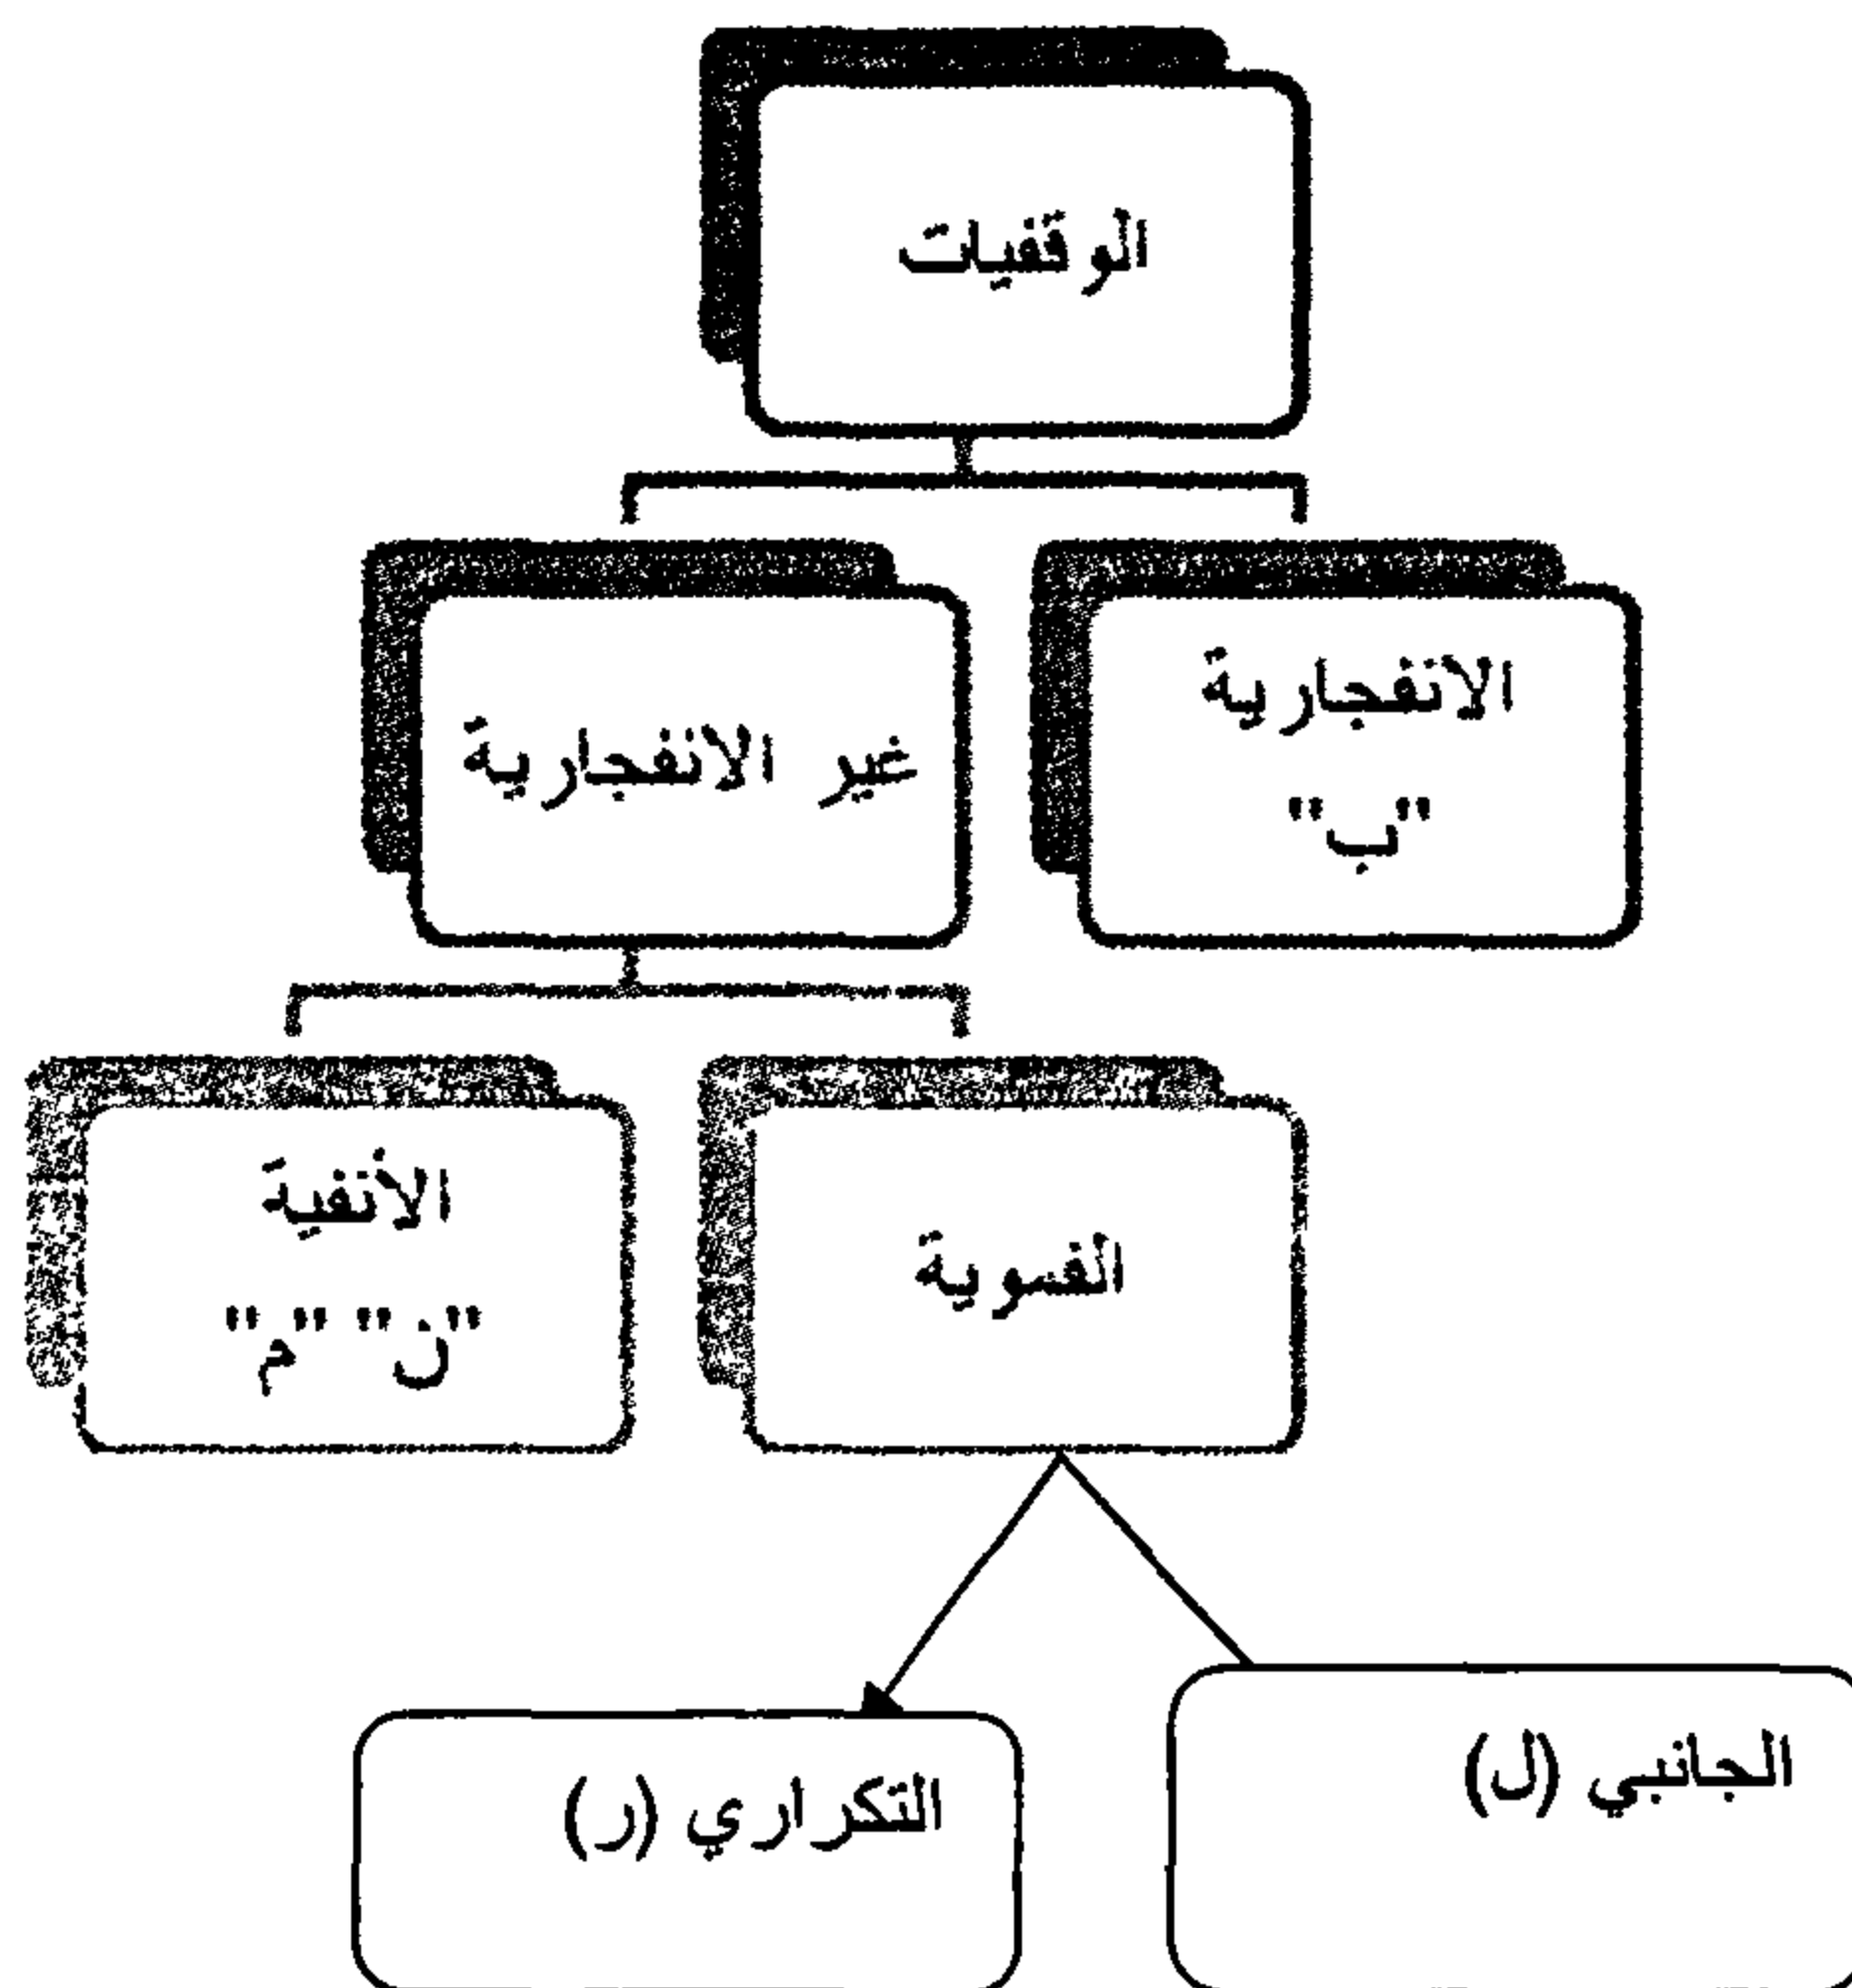 الوقفيات
الانفجارية
"ب"
غير الانفجارية
الفموية
الأنفية
"ن" "م"
الجانبي (ل)
التكراري (ر)